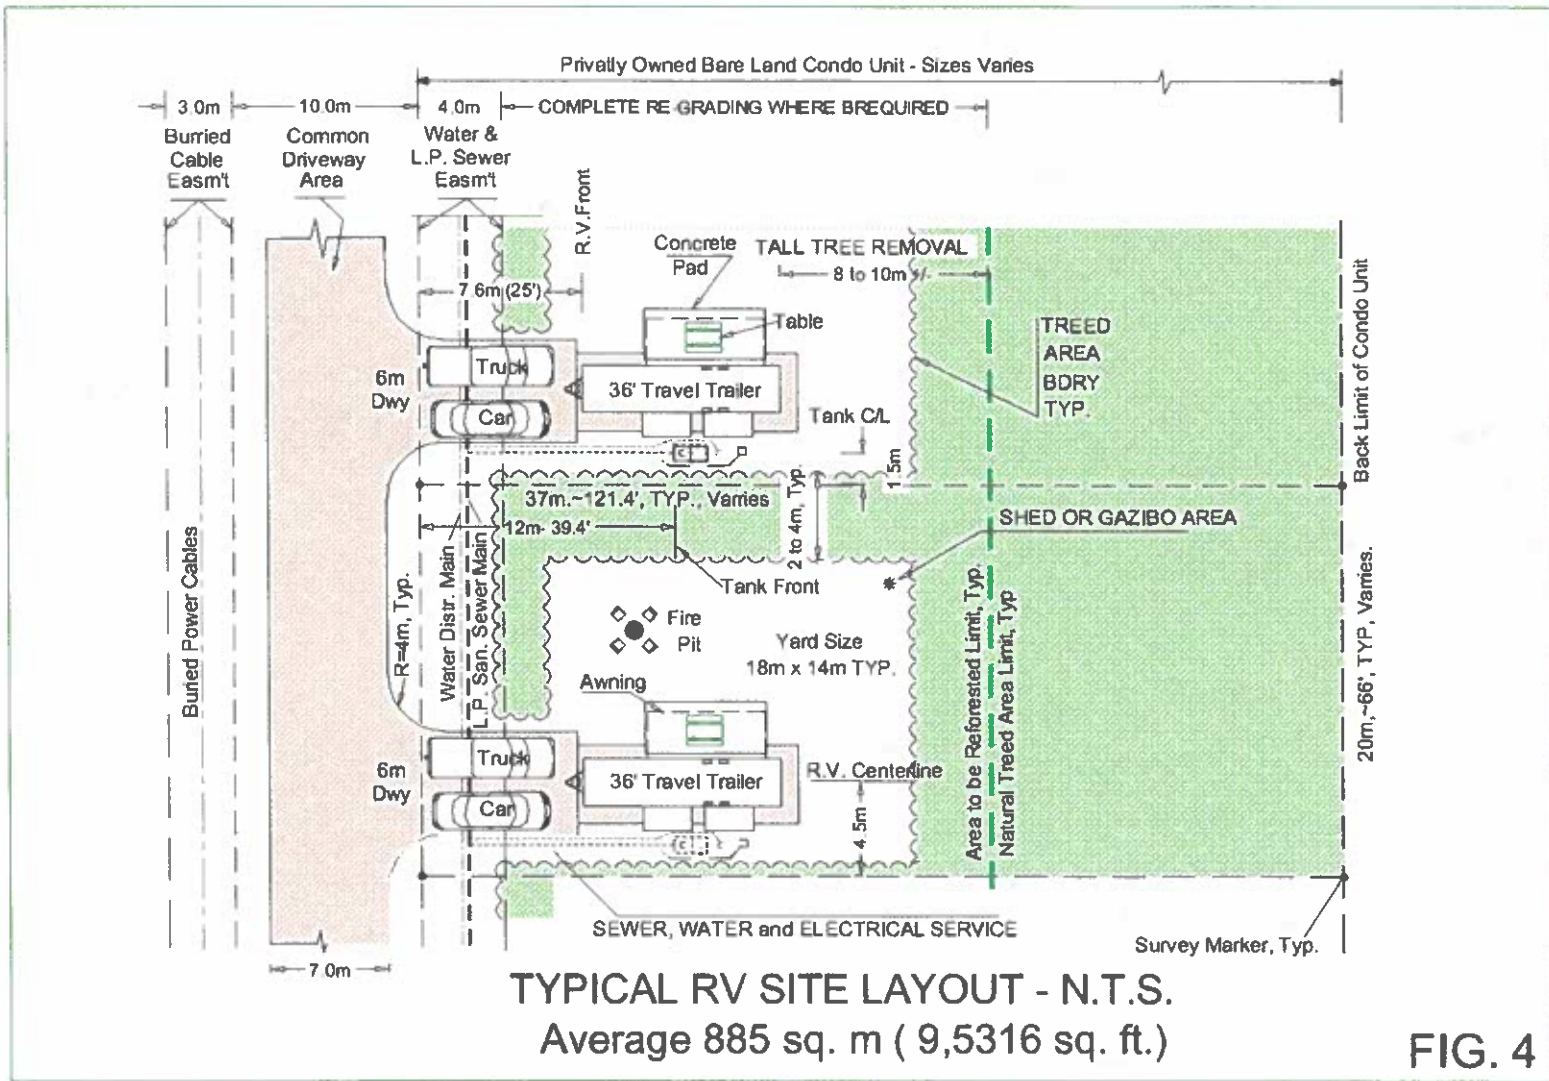 Privatly Owned Bare Land Condo Unit - Sizes Varies
3.0m
10.0m
4.0m
COMPLETE RE GRADING WHERE BREQUIRED
Burried
Cable
Easm't
Common
Driveway
Area
Water &
L.P. Sewer
Easm't
R.V.Front
Concrete
Pad
TALL TREE REMOVAL
8 to 10m +/-
7.6m (25')
Table
TREED
AREA
BDRY
TYP.
Back Limit of Condo Unit
6m
Dwy
Truck
Car
36' Travel Trailer
Tank C/L
1.5m
37m.~121.4', TYP., Varries
12m- 39.4'
2 to 4m, Typ.
SHED OR GAZIBO AREA
Tank Front
Buried Power Cables
R=4m, Typ.
Water Distr. Main
L.P. San. Sewer Main
Fire
Pit
Yard Size
18m x 14m TYP.
Awning
Area to be Reforested Limit, Typ.
Natural Treed Area Limit, Typ
20m,~66', TYP, Varies.
6m
Dwy
Truck
Car
36' Travel Trailer
R.V. Centerline
4.5m
SEWER, WATER and ELECTRICAL SERVICE
Survey Marker, Typ.
7.0m
TYPICAL RV SITE LAYOUT - N.T.S.
Average 885 sq. m ( 9,5316 sq. ft.)
FIG. 4